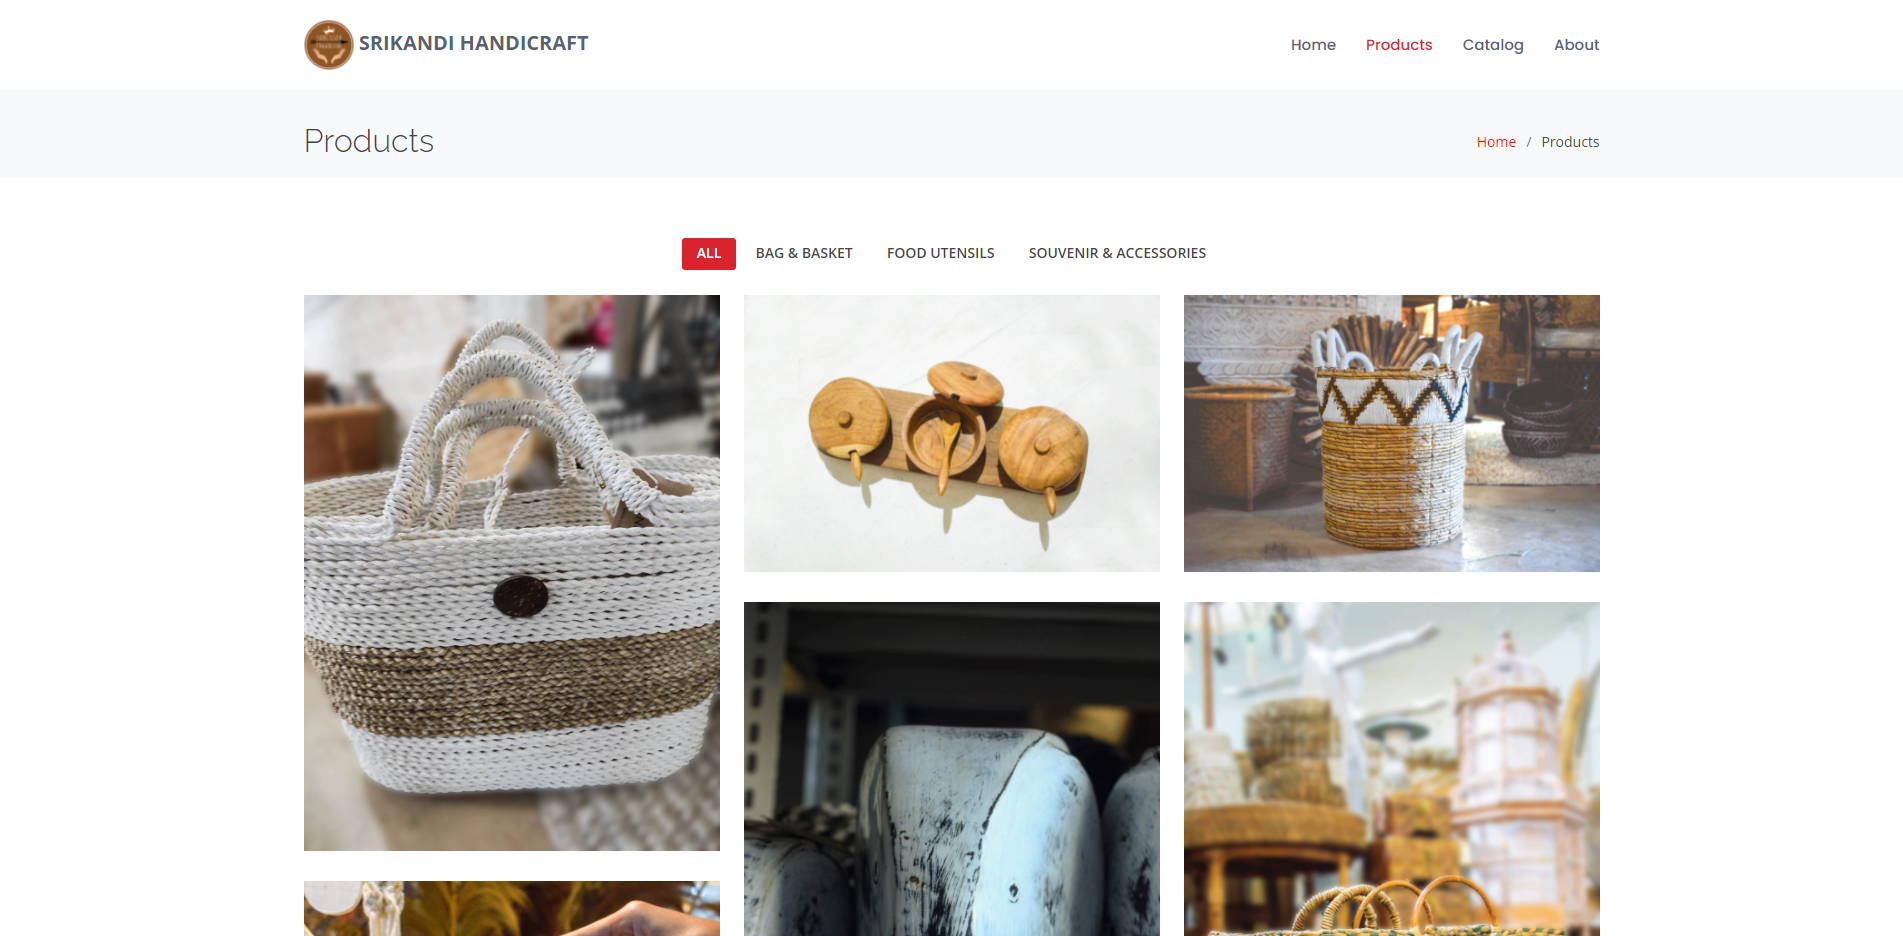 SRIKANDI HANDICRAFT
Home Products Catalog About
Products
Home / Products
ALL BAG & BASKET FOOD UTENSILS SOUVENIR & ACCESSORIES